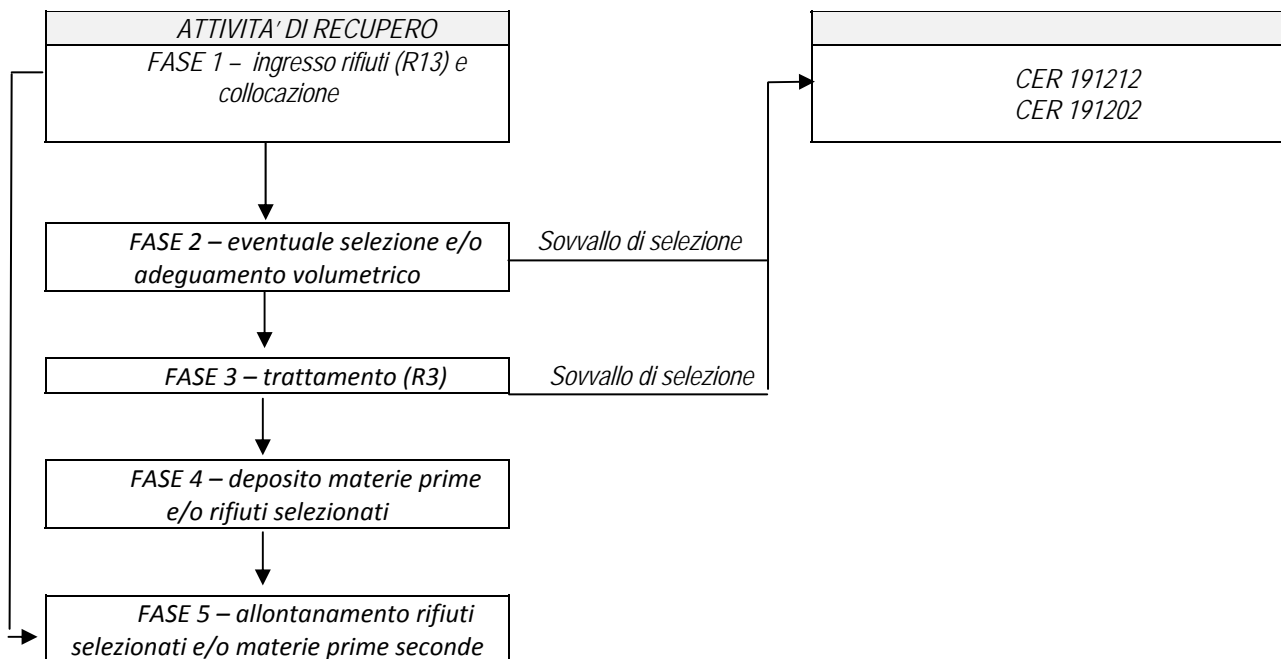 ATTIVITA' DI RECUPERO
FASE 1 – ingresso rifiuti (R13) e
collocazione
CER 191212
CER 191202
FASE 2 – eventuale selezione e/o
adeguamento volumetrico
Sovvallo di selezione
FASE 3 – trattamento (R3)
Sovvallo di selezione
FASE 4 – deposito materie prime
e/o rifiuti selezionati
FASE 5 – allontanamento rifiuti
selezionati e/o materie prime seconde